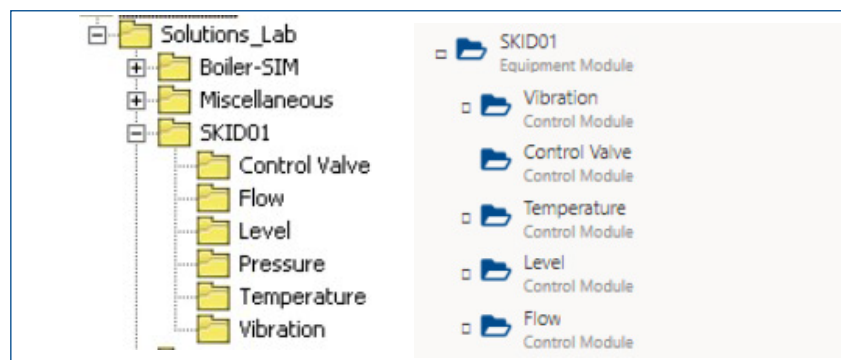 Solutions_Lab
Boiler-SIM
Miscellaneous
SKID01
Control Valve
Flow
Level
Pressure
Temperature
Vibration
SKID01
Equipment Module
Vibration
Control Module
Control Valve
Control Module
Temperature
Control Module
Level
Control Module
Flow
Control Module